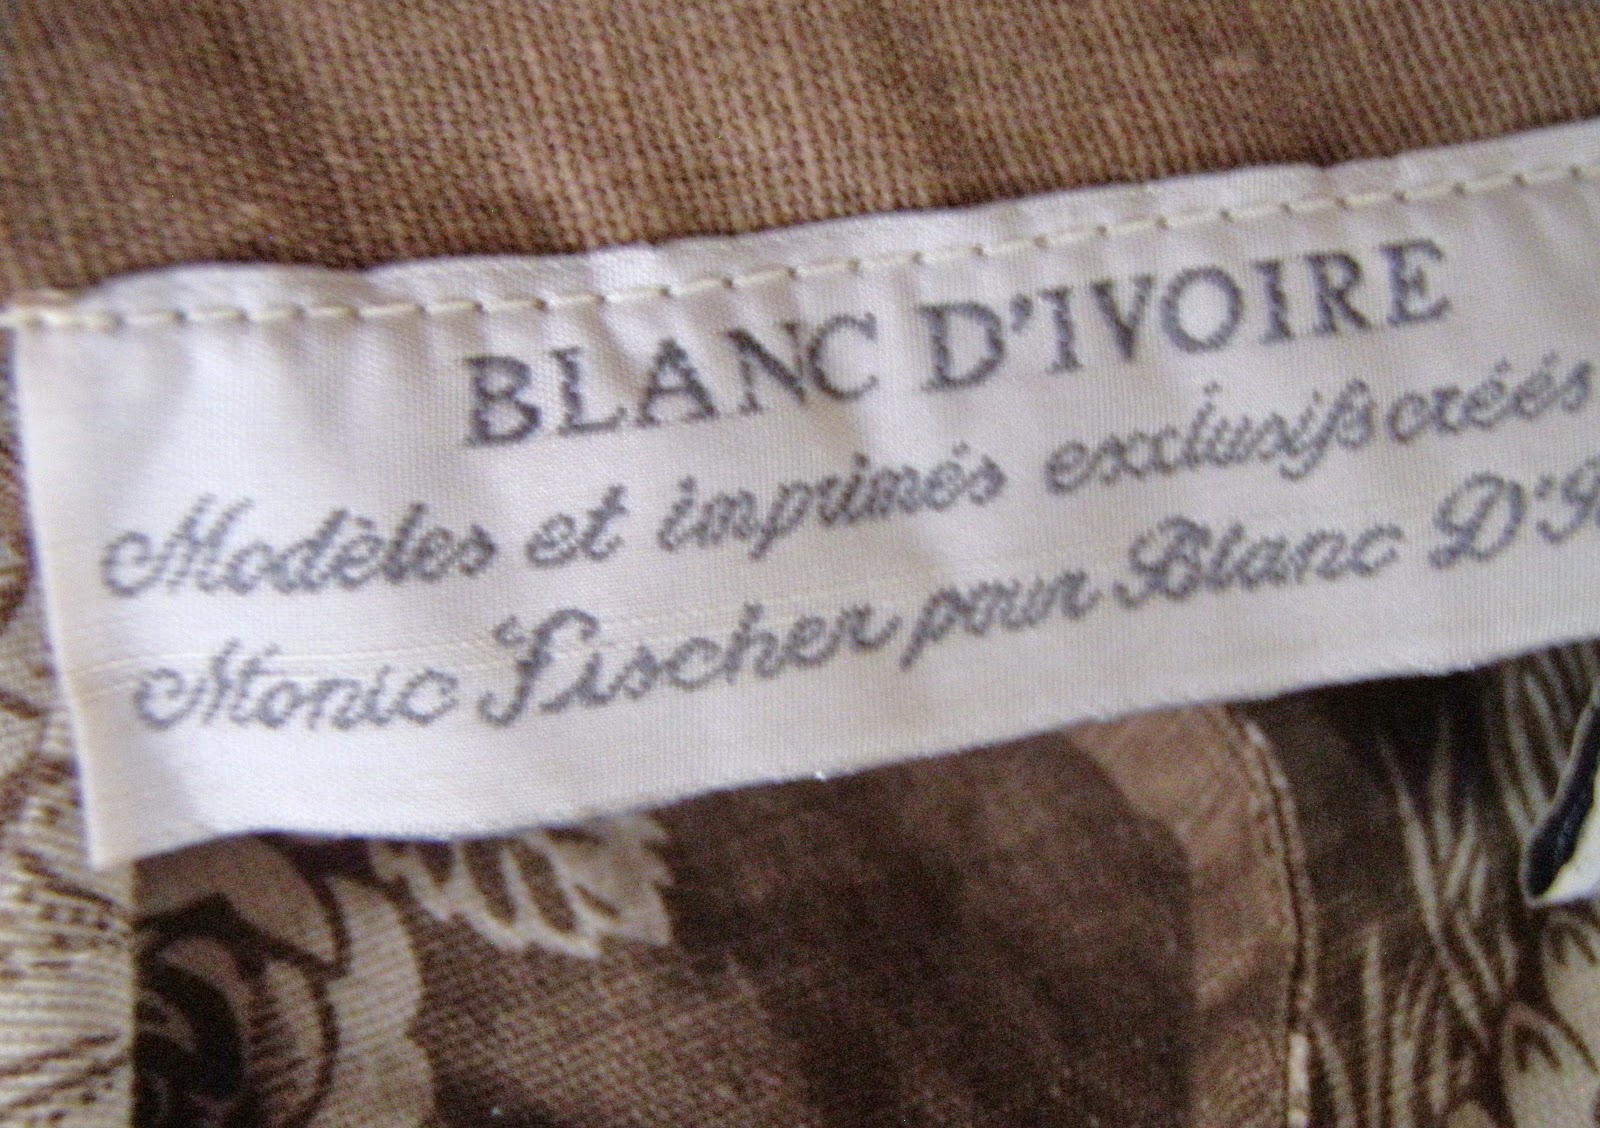 BLANC D'IVOIRE
Modèles et imprimés exclusifs créés
Monic Fischer pour Blanc D'